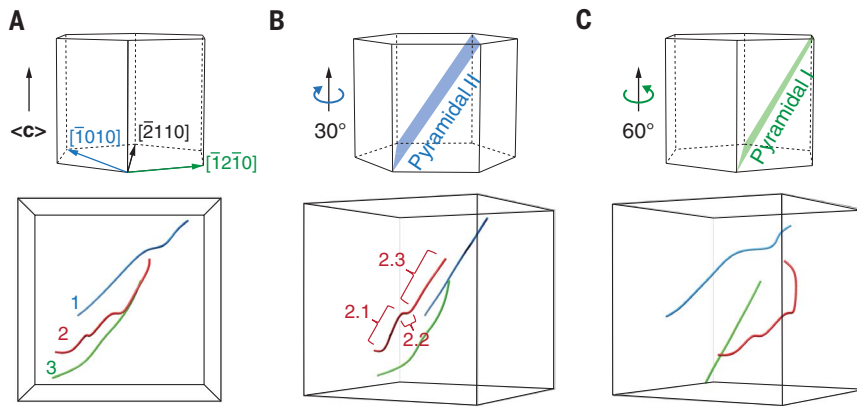 A
<c>
[1̅010]
[2̅110]
[1̅21̅0]
1
2
3
B
30°
Pyramidal II
2.3
2.1
2.2
C
60°
Pyramidal I